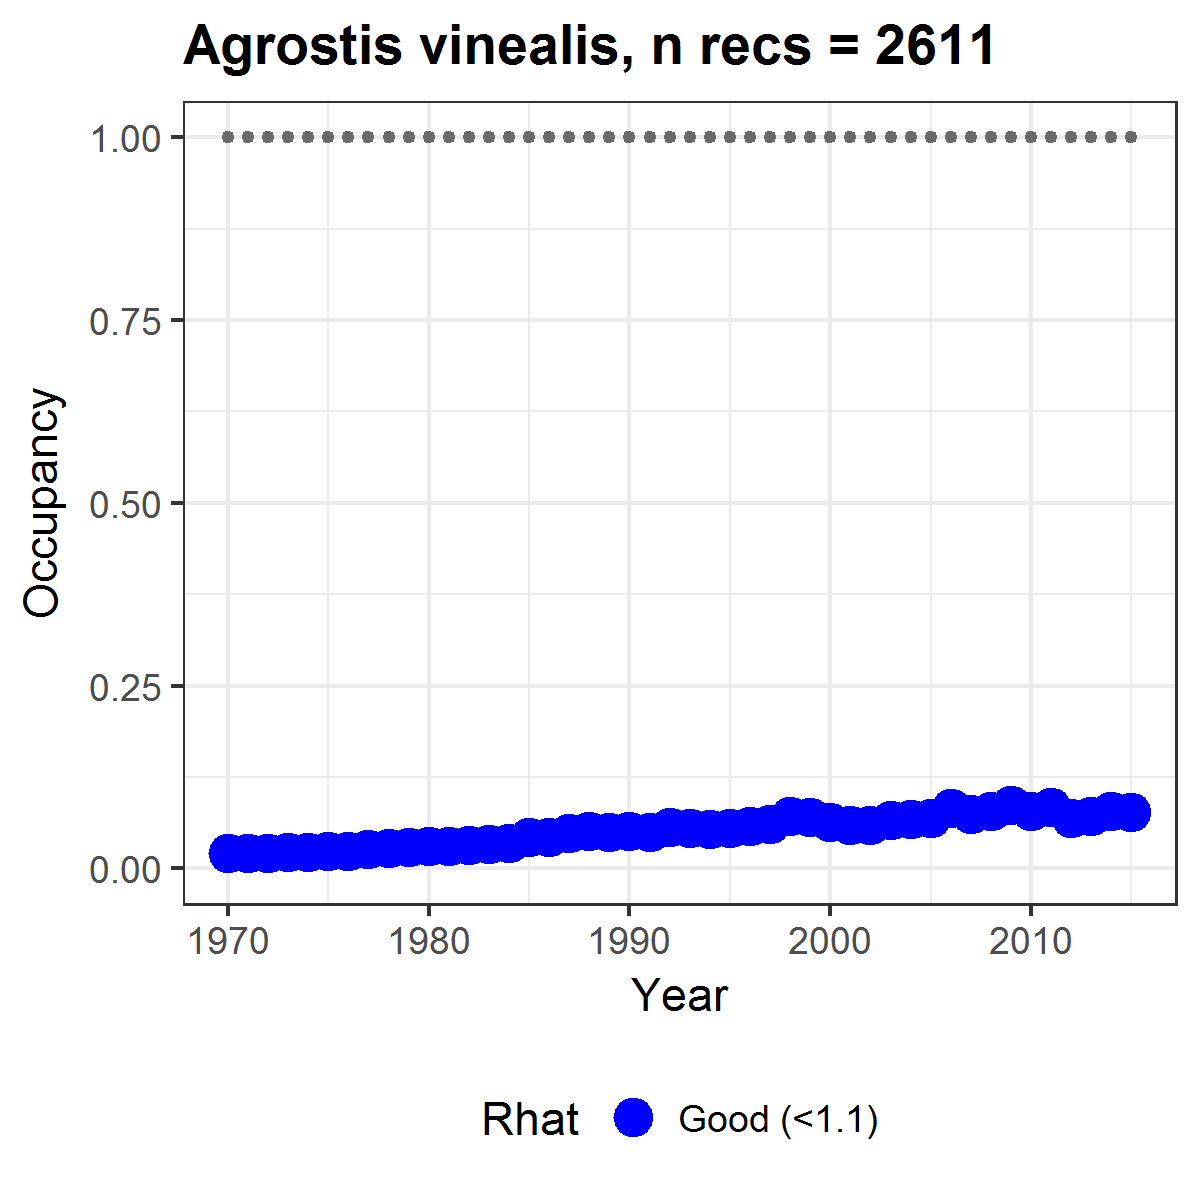 Agrostis vinealis, n recs = 2611
1.00
0.75
0.50
0.25
0.00
Occupancy
1970 1980 1990 2000 2010
Year
Rhat Good (<1.1)